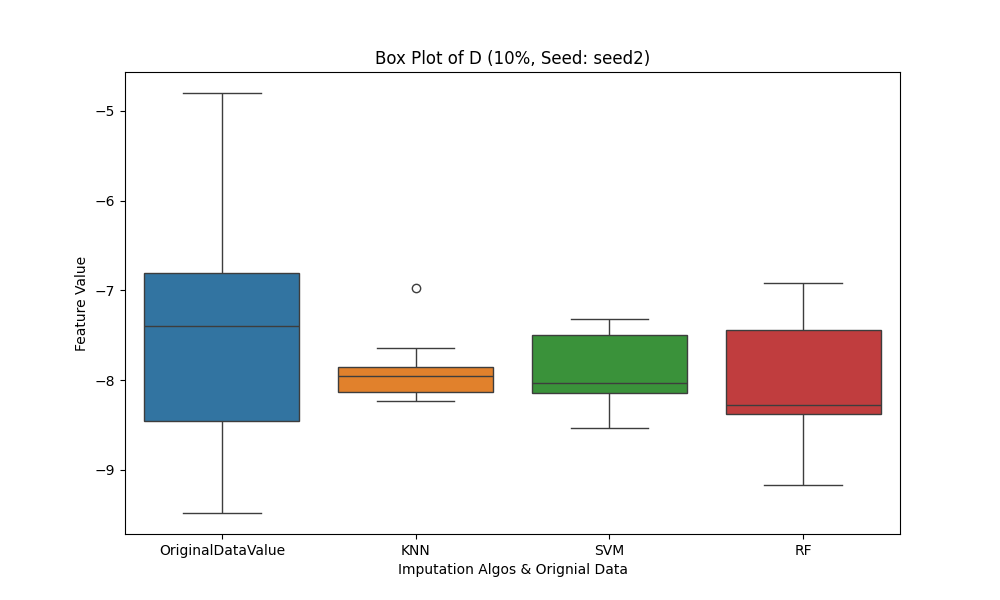 Box Plot of D (10%, Seed: seed2)
Feature Value
−5
−6
−7
−8
−9
OriginalDataValue
KNN
SVM
RF
Imputation Algos & Orignial Data